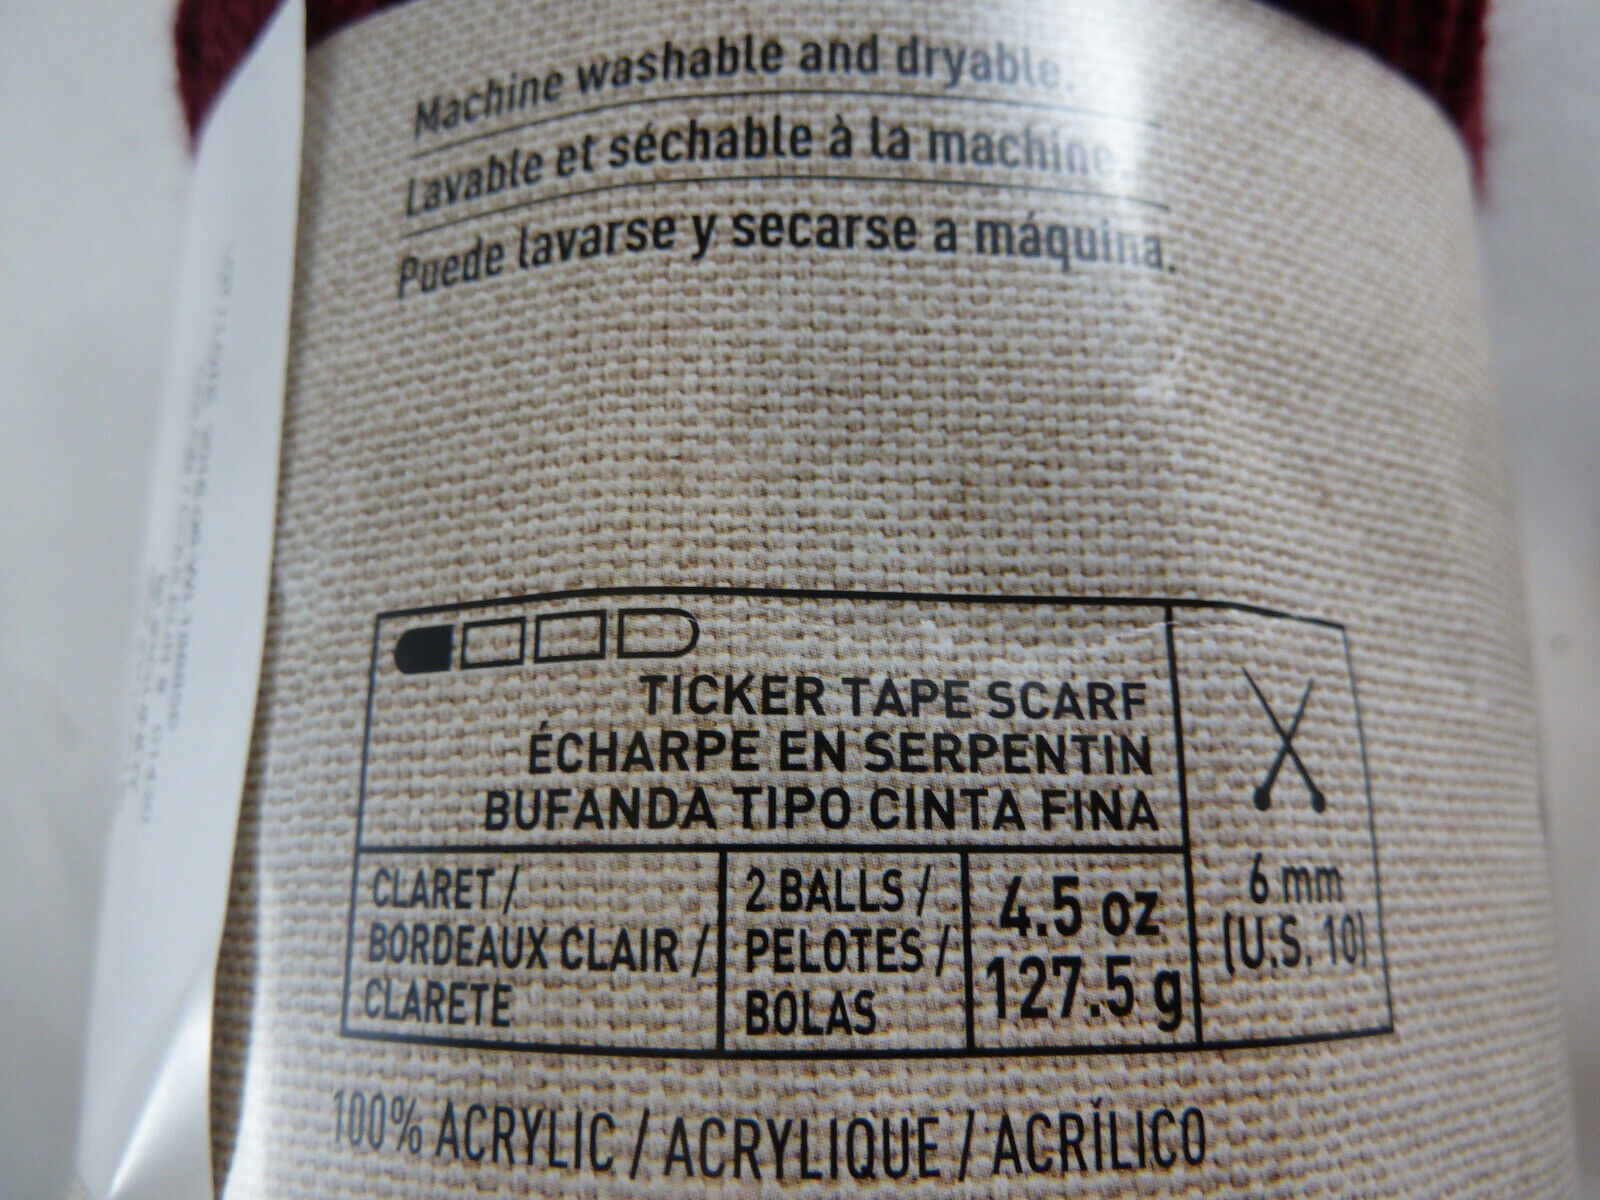 Machine washable and dryable.
Lavable et séchable à la machine.
Puede lavarse y secarse a máquina.
TICKER TAPE SCARF
ÉCHARPE EN SERPENTIN
BUFANDA TIPO CINTA FINA
CLARET /
BORDEAUX CLAIR /
CLARETE
2 BALLS /
PELOTES /
BOLAS
4.5 oz
127.5 g
6 mm
(U.S. 10)
100% ACRYLIC / ACRYLIQUE / ACRÍLICO